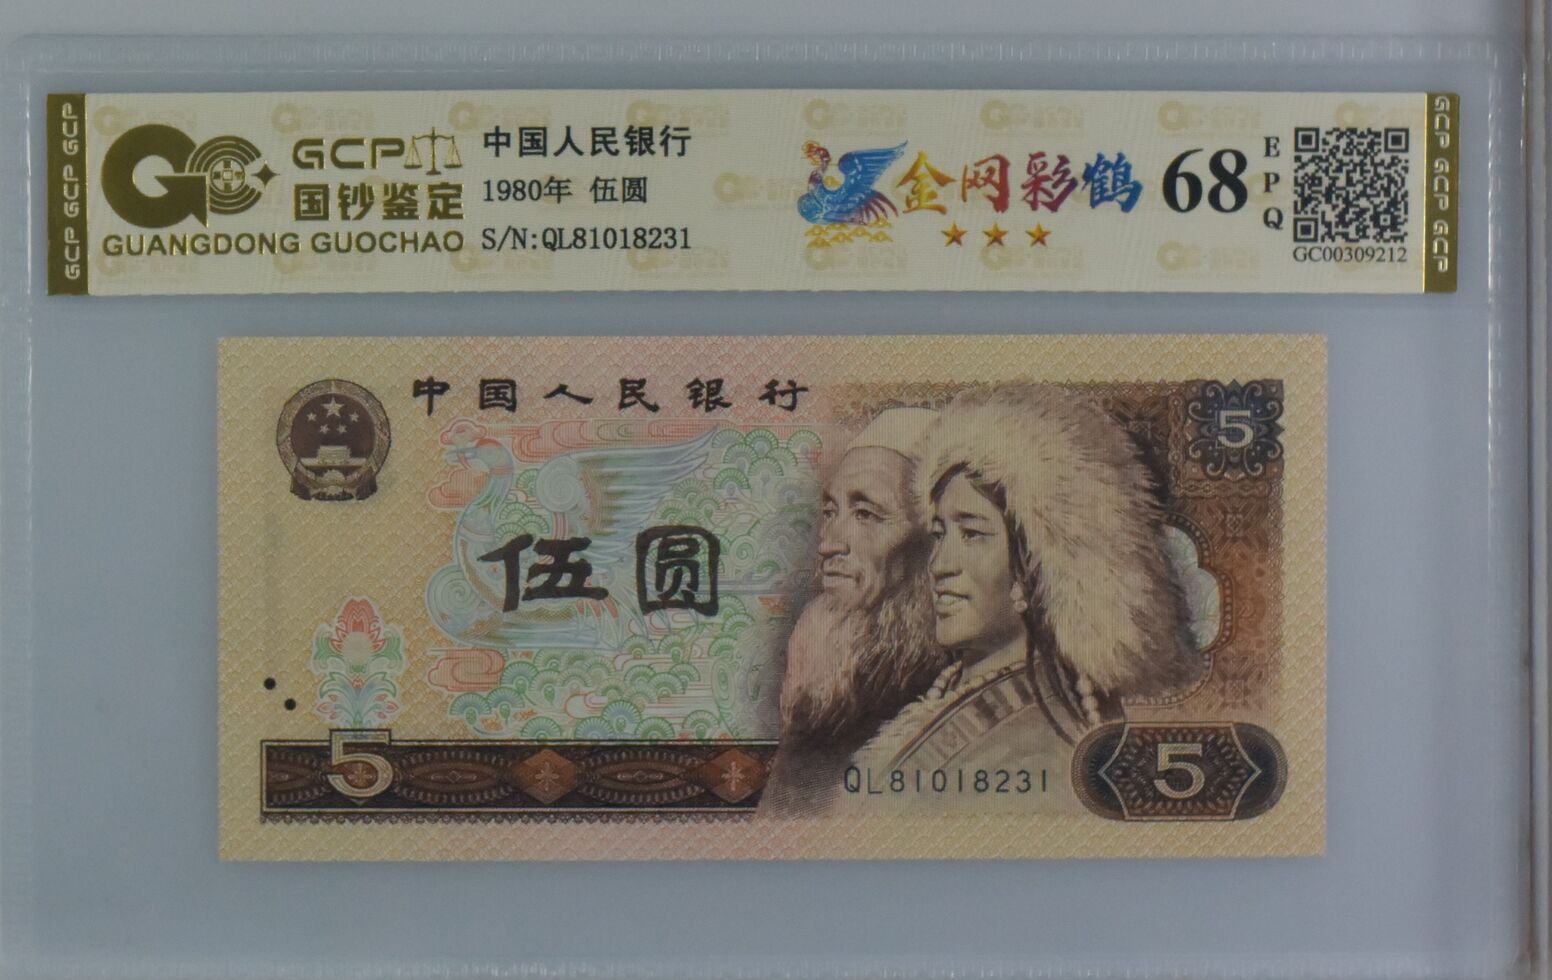 GCP GCP GCP
GCP
国钞鉴定
GUANGDONG GUOCHAO
中国人民银行
1980年 伍圆
S/N:QL81018231
金网彩鹤
68
EPQ
GC00309212
GCP GCP GCP
中国人民银行
5
伍圆
5
QL81018231
5